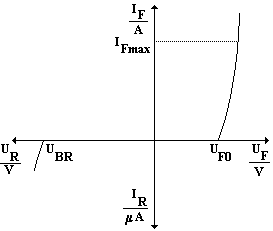 I_F
A
I_Fmax
U_R
V
U_BR
U_F0
U_F
V
I_R
μA